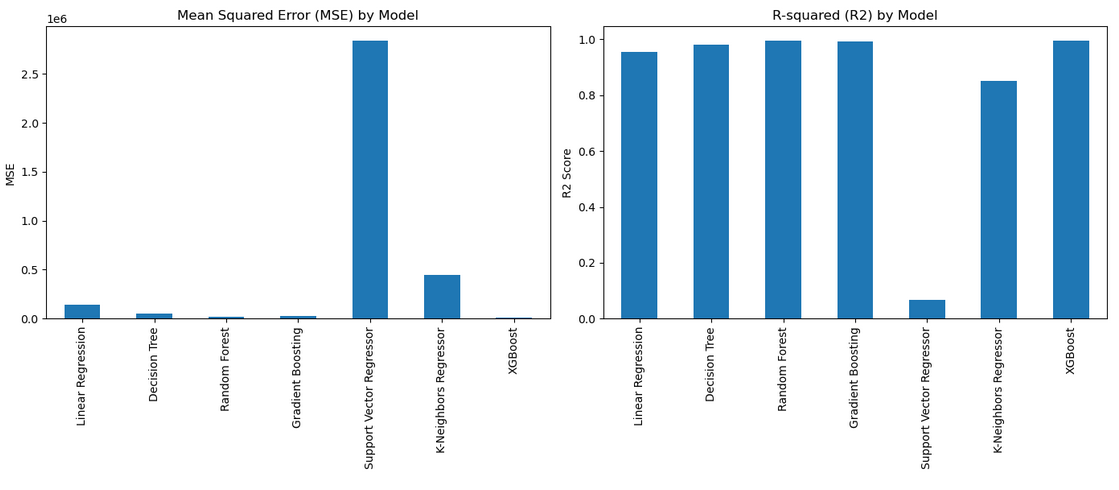 Mean Squared Error (MSE) by Model
1e6
MSE
2.5
2.0
1.5
1.0
0.5
0.0
Linear Regression
Decision Tree
Random Forest
Gradient Boosting
Support Vector Regressor
K-Neighbors Regressor
XGBoost
R-squared (R2) by Model
R2 Score
1.0
0.8
0.6
0.4
0.2
0.0
Linear Regression
Decision Tree
Random Forest
Gradient Boosting
Support Vector Regressor
K-Neighbors Regressor
XGBoost